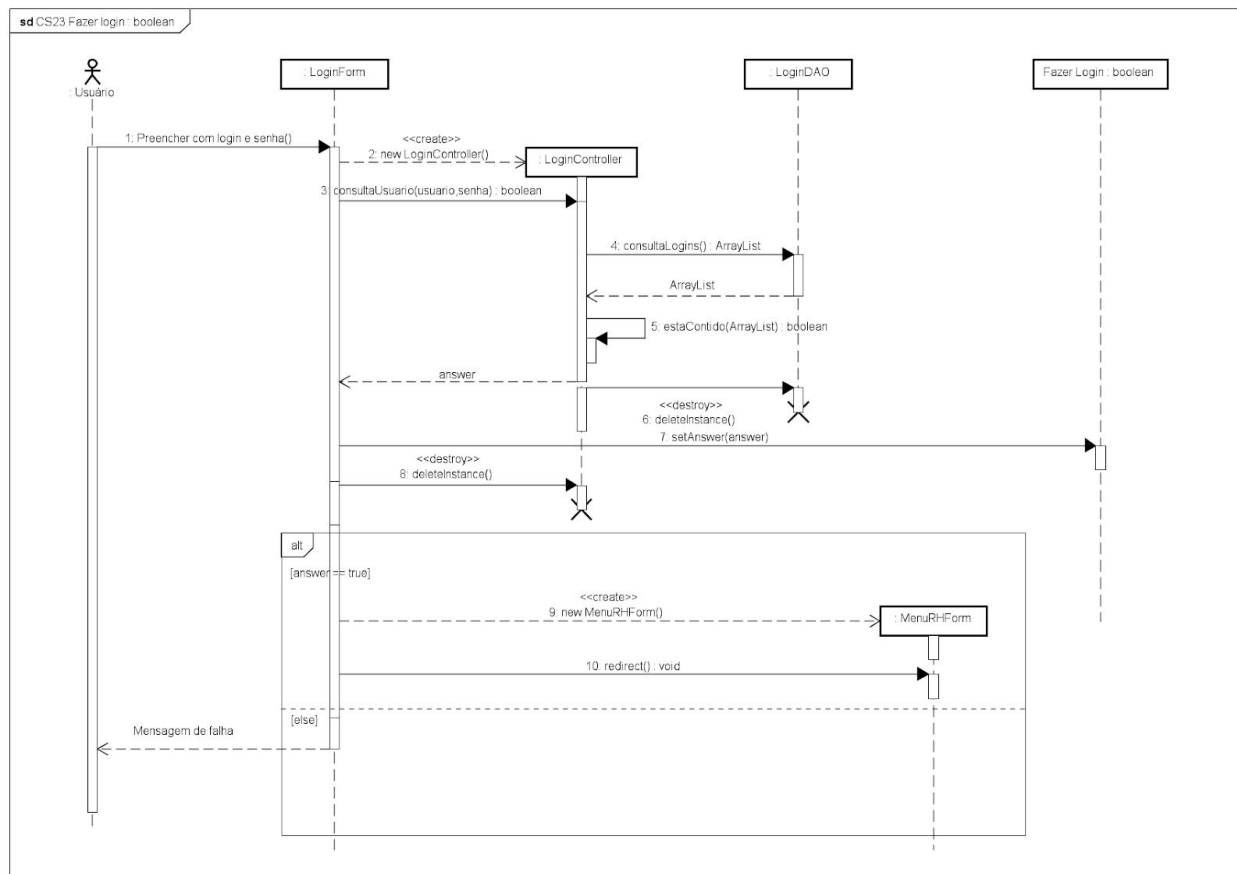 sd CS23 Fazer login : boolean
: Usuário
: LoginForm
: LoginDAO
Fazer Login : boolean
1: Preencher com login e senha()
<<create>>
2: new LoginController()
: LoginController
3: consultaUsuario(usuario,senha) : boolean
4: consultaLogins() : ArrayList
ArrayList
5: estaContido(ArrayList) : boolean
answer
<<destroy>>
6: deleteInstance()
7: setAnswer(answer)
<<destroy>>
8: deleteInstance()
alt
[answer == true]
<<create>>
9: new MenuRHForm()
: MenuRHForm
10: redirect() : void
[else]
Mensagem de falha